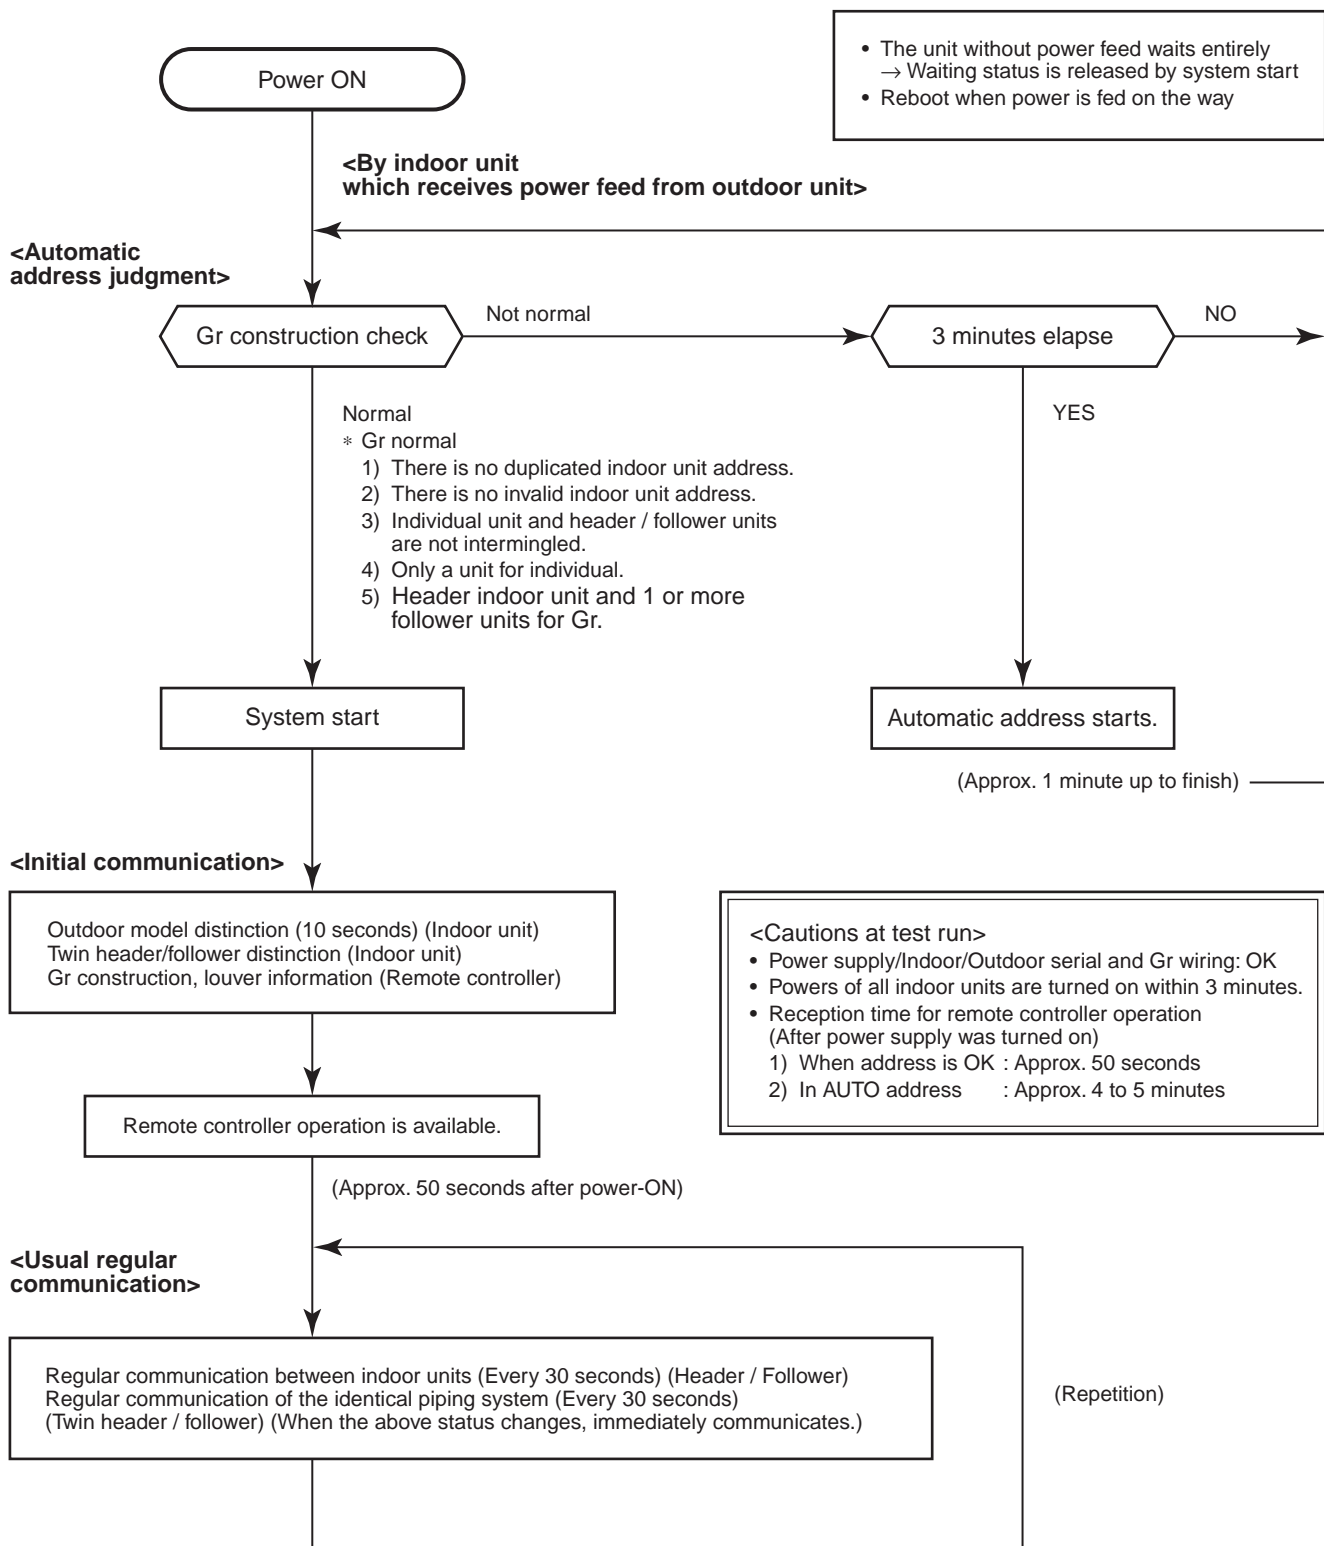 • The unit without power feed waits entirely
→ Waiting status is released by system start
• Reboot when power is fed on the way
Power ON
<By indoor unit
which receives power feed from outdoor unit>
<Automatic
address judgment>
Gr construction check
Not normal
3 minutes elapse
NO
Normal
* Gr normal
1) There is no duplicated indoor unit address.
2) There is no invalid indoor unit address.
3) Individual unit and header / follower units
are not intermingled.
4) Only a unit for individual.
5) Header indoor unit and 1 or more
follower units for Gr.
YES
System start
Automatic address starts.
(Approx. 1 minute up to finish)
<Initial communication>
Outdoor model distinction (10 seconds) (Indoor unit)
Twin header/follower distinction (Indoor unit)
Gr construction, louver information (Remote controller)
<Cautions at test run>
• Power supply/Indoor/Outdoor serial and Gr wiring: OK
• Powers of all indoor units are turned on within 3 minutes.
• Reception time for remote controller operation
(After power supply was turned on)
1) When address is OK : Approx. 50 seconds
2) In AUTO address : Approx. 4 to 5 minutes
Remote controller operation is available.
(Approx. 50 seconds after power-ON)
<Usual regular
communication>
Regular communication between indoor units (Every 30 seconds) (Header / Follower)
Regular communication of the identical piping system (Every 30 seconds)
(Twin header / follower) (When the above status changes, immediately communicates.)
(Repetition)